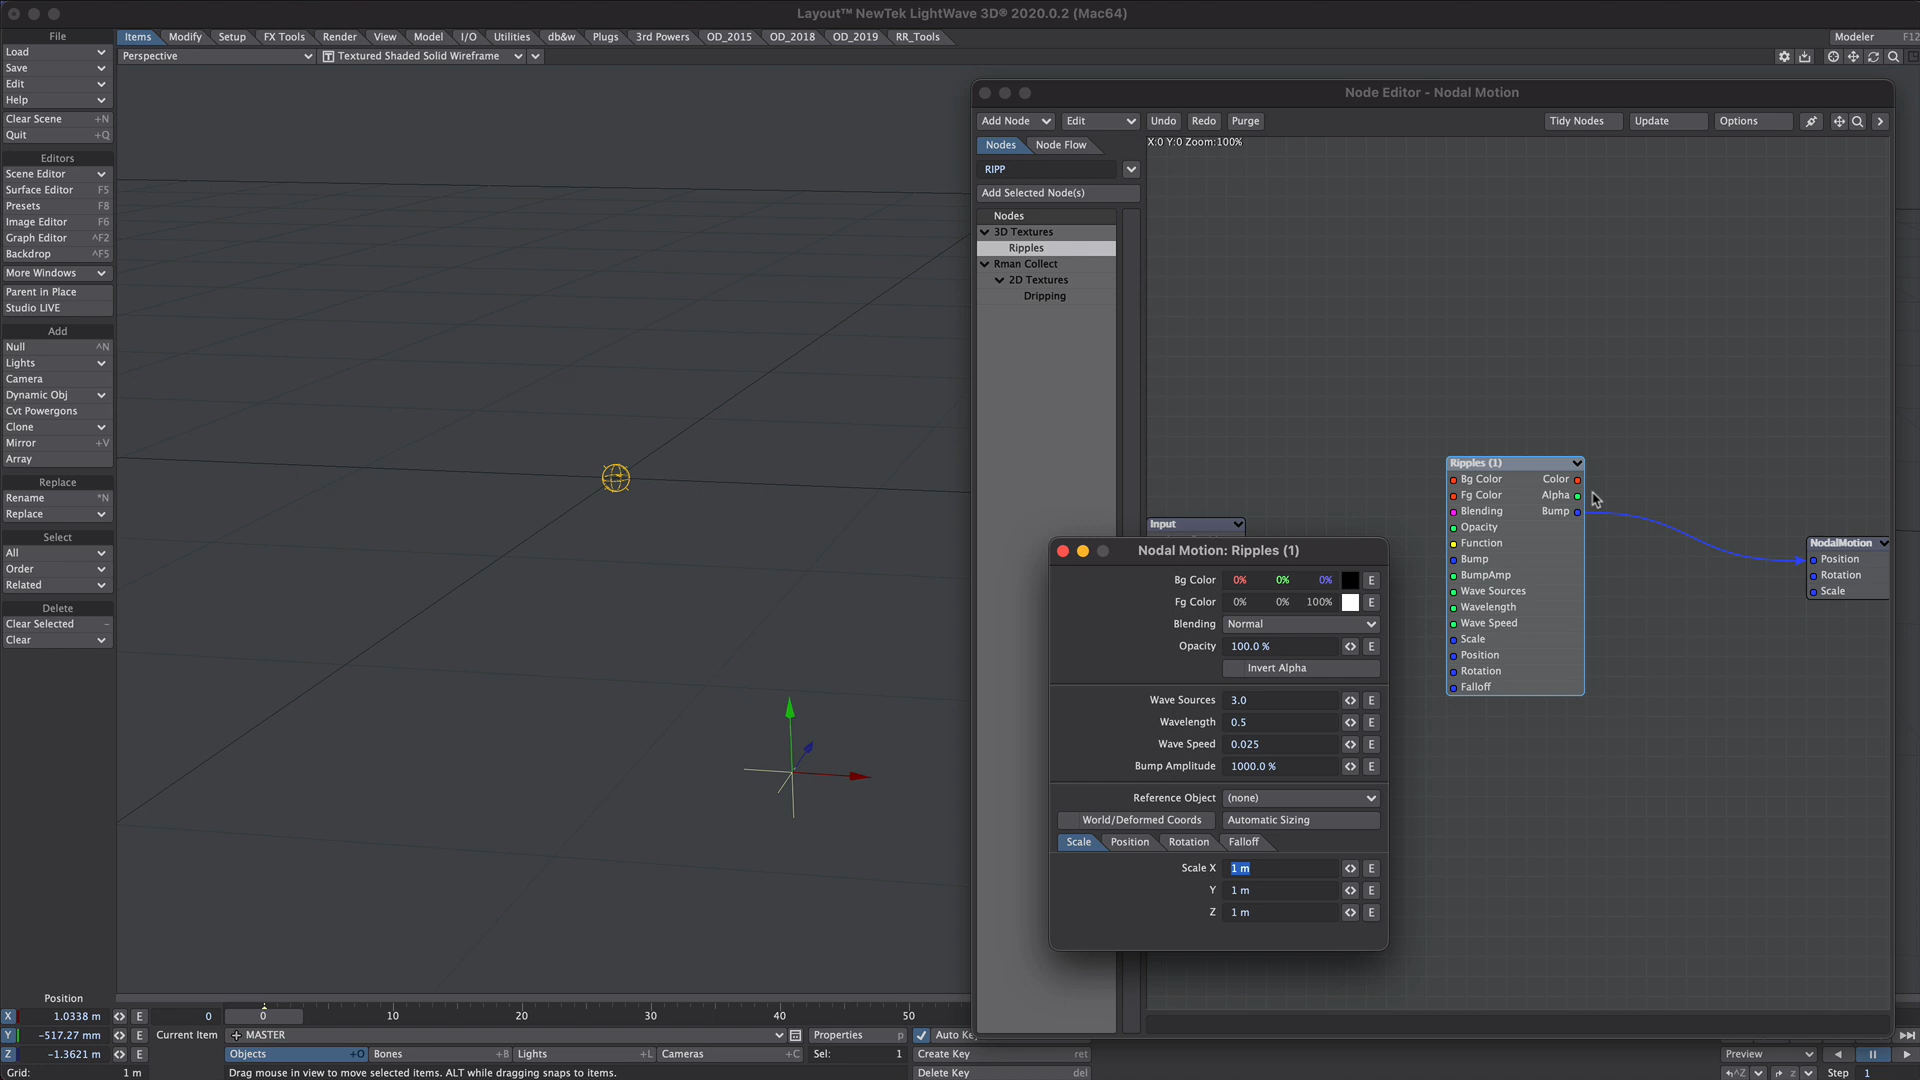 Layout™ NewTek LightWave 3D® 2020.0.2 (Mac64)
File
Items Modify Setup FX Tools Render View Model I/O Utilities db&w Plugs 3rd Powers OD_2015 OD_2018 OD_2019 RR_Tools
Modeler F12
Load
Perspective
Textured Shaded Solid Wireframe
Save
Edit
Help
Clear Scene +N
Quit +Q
Editors
Scene Editor
Surface Editor F5
Presets F8
Image Editor F6
Graph Editor ^F2
Backdrop ^F5
More Windows
Parent in Place
Studio LIVE
Add
Null ^N
Lights
Camera
Dynamic Obj
Cvt Powergons
Clone
Mirror +V
Array
Replace
Rename *N
Replace
Select
All
Order
Related
Delete
Clear Selected –
Clear
Node Editor - Nodal Motion
Add Node Edit Undo Redo Purge Tidy Nodes Update Options
Nodes Node Flow
X:0 Y:0 Zoom:100%
RIPP
Add Selected Node(s)
Nodes
3D Textures
Ripples
Rman Collect
2D Textures
Dripping
Input
Ripples (1)
Bg Color Color
Fg Color Alpha
Blending Bump
Opacity
Function
Bump
BumpAmp
Wave Sources
Wavelength
Wave Speed
Scale
Position
Rotation
Falloff
NodalMotion
Position
Rotation
Scale
Nodal Motion: Ripples (1)
Bg Color 0% 0% 0% E
Fg Color 0% 0% 100% E
Blending Normal
Opacity 100.0 % E
Invert Alpha
Wave Sources 3.0 E
Wavelength 0.5 E
Wave Speed 0.025 E
Bump Amplitude 1000.0 % E
Reference Object (none)
World/Deformed Coords Automatic Sizing
Scale Position Rotation Falloff
Scale X 1 m E
Y 1 m E
Z 1 m E
Position
X 1.0338 m E 0 0 10 20 30 40 50
Y -517.27 mm E Current Item MASTER Properties p Auto Key
Z -1.3621 m E Objects +O Bones +B Lights +L Cameras +C Sel: 1 Create Key ret
Preview
Grid: 1 m Drag mouse in view to move selected items. ALT while dragging snaps to items. Delete Key del
^Z z Step 1